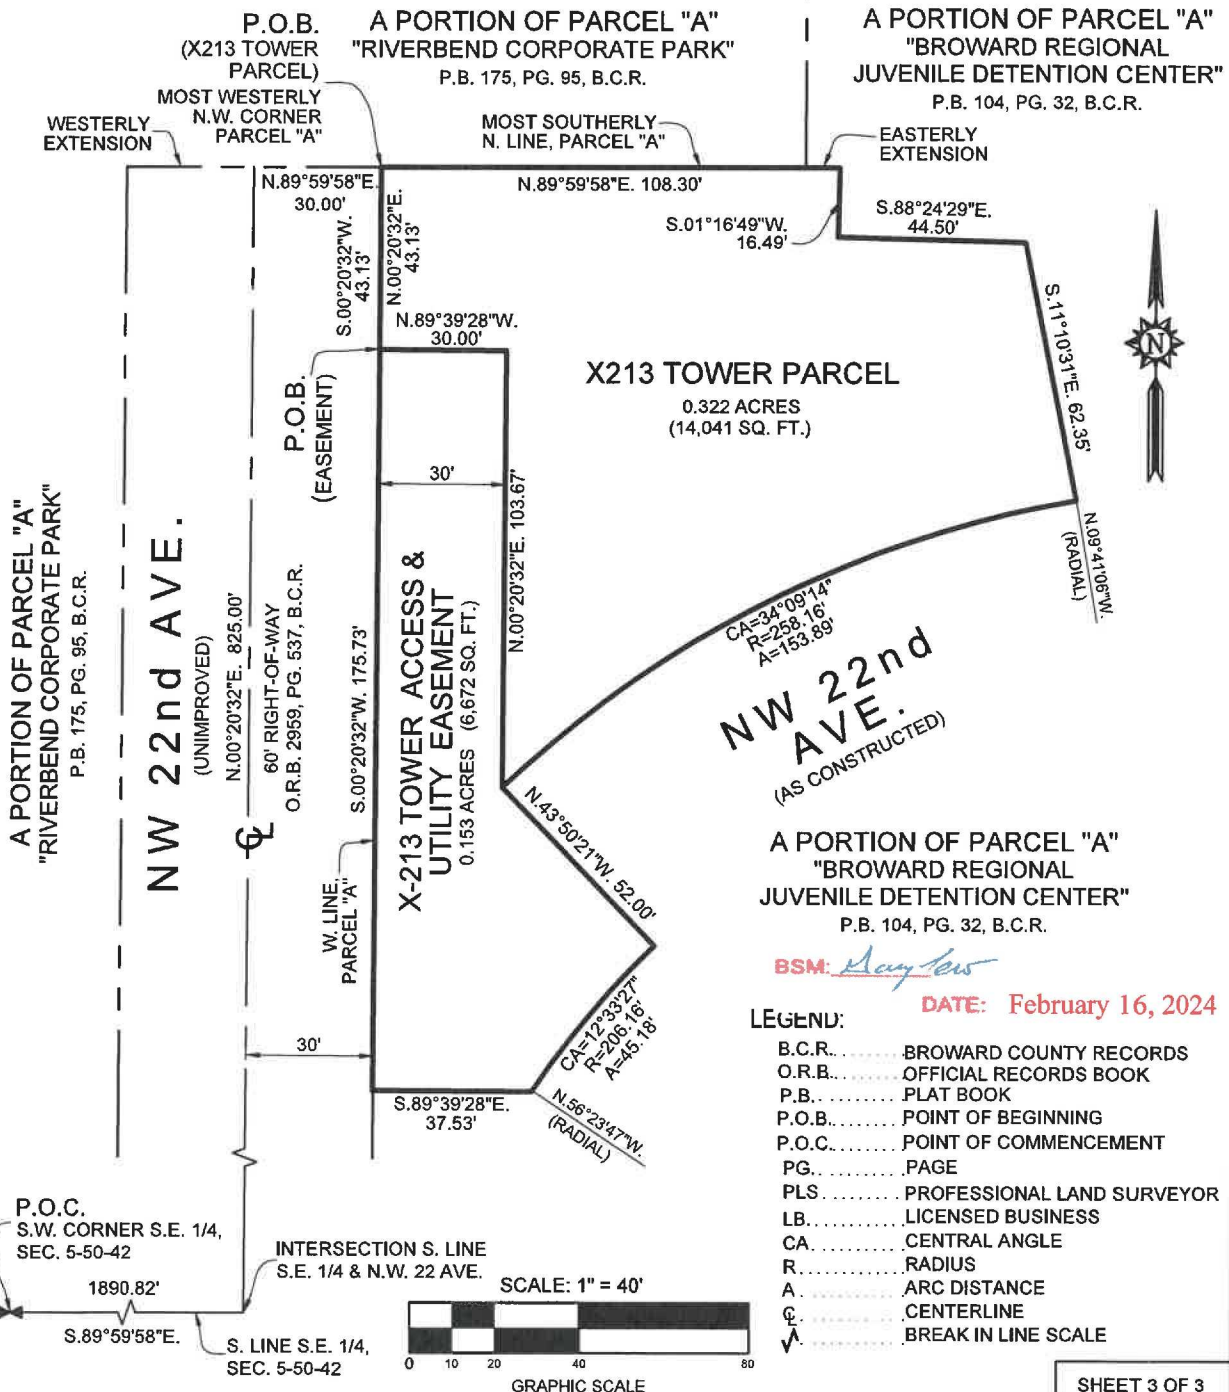 P.O.B.
(X213 TOWER
PARCEL)
MOST WESTERLY
N.W. CORNER
PARCEL "A"
A PORTION OF PARCEL "A"
"RIVERBEND CORPORATE PARK"
P.B. 175, PG. 95, B.C.R.
A PORTION OF PARCEL "A"
"BROWARD REGIONAL
JUVENILE DETENTION CENTER"
P.B. 104, PG. 32, B.C.R.
WESTERLY
EXTENSION
MOST SOUTHERLY
N. LINE, PARCEL "A"
EASTERLY
EXTENSION
N.89°59'58"E.
30.00'
N.89°59'58"E. 108.30'
S.01°16'49"W.
16.49'
S.88°24'29"E.
44.50'
S.00°20'32"W.
43.13'
N.00°20'32"E.
43.13'
N.89°39'28"W.
30.00'
S.11°10'31"E. 62.35'
N
X213 TOWER PARCEL
0.322 ACRES
(14,041 SQ. FT.)
P.O.B.
(EASEMENT)
30'
N.00°20'32"E. 103.67'
N.09°41'06"W.
(RADIAL)
A PORTION OF PARCEL "A"
"RIVERBEND CORPORATE PARK"
P.B. 175, PG. 95, B.C.R.
NW 22nd AVE.
(UNIMPROVED)
N.00°20'32"E. 825.00'
60' RIGHT-OF-WAY
O.R.B. 2959, PG. 537, B.C.R.
S.00°20'32"W. 175.73'
X-213 TOWER ACCESS &
UTILITY EASEMENT
0.153 ACRES (6,672 SQ. FT.)
CA=34°09'14"
R=258.16'
A=153.89'
NW 22nd
AVE.
(AS CONSTRUCTED)
W. LINE,
PARCEL "A"
N.43°50'21"W. 52.00'
A PORTION OF PARCEL "A"
"BROWARD REGIONAL
JUVENILE DETENTION CENTER"
P.B. 104, PG. 32, B.C.R.
BSM:
DATE: February 16, 2024
30'
CA=12°33'27"
R=206.16'
A=45.18'
S.89°39'28"E.
37.53'
N.56°23'47"W.
(RADIAL)
LEGEND:
B.C.R. BROWARD COUNTY RECORDS
O.R.B. OFFICIAL RECORDS BOOK
P.B. PLAT BOOK
P.O.B. POINT OF BEGINNING
P.O.C. POINT OF COMMENCEMENT
PG. PAGE
PLS PROFESSIONAL LAND SURVEYOR
LB. LICENSED BUSINESS
CA CENTRAL ANGLE
R RADIUS
A ARC DISTANCE
℄ CENTERLINE
BREAK IN LINE SCALE
P.O.C.
S.W. CORNER S.E. 1/4,
SEC. 5-50-42
1890.82'
S.89°59'58"E.
INTERSECTION S. LINE
S.E. 1/4 & N.W. 22 AVE.
S. LINE S.E. 1/4,
SEC. 5-50-42
SCALE: 1" = 40'
0 10 20 40 80
GRAPHIC SCALE
SHEET 3 OF 3